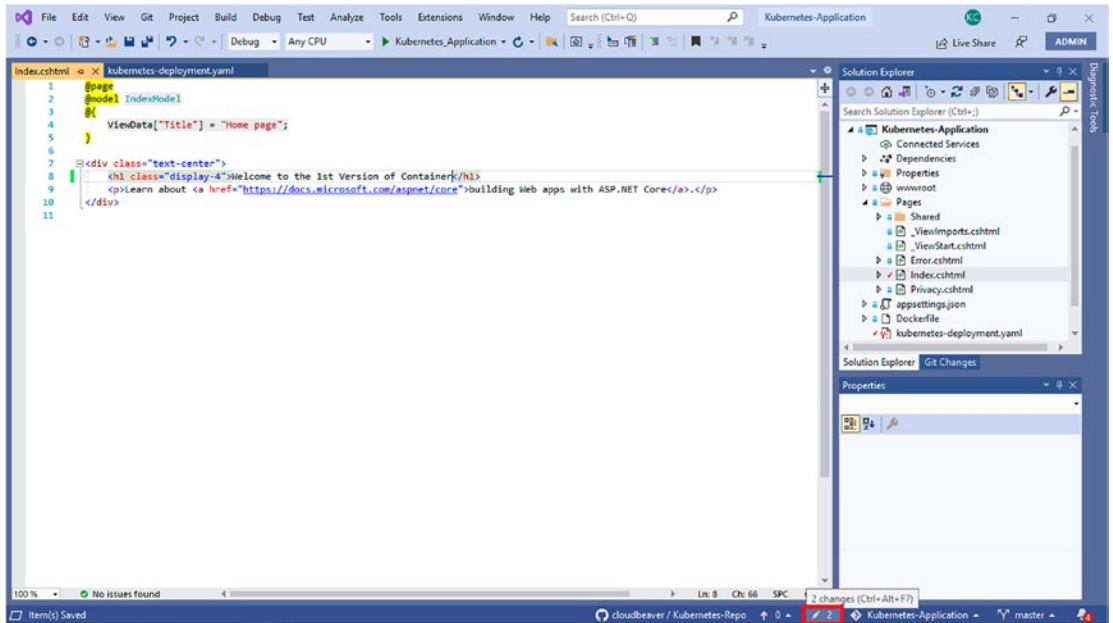 File Edit View Git Project Build Debug Test Analyze Tools Extensions Window Help Search (Ctrl+Q) Kubernetes-Application KC
Debug Any CPU Kubernetes_Application Live Share ADMIN
Index.cshtml kubernetes-deployment.yaml
1 @page
2 @model IndexModel
3 @{
4 ViewData["Title"] = "Home page";
5 }
6
7 <div class="text-center">
8 <h1 class="display-4">Welcome to the 1st Version of Container</h1>
9 <p>Learn about <a href="https://docs.microsoft.com/aspnet/core">building Web apps with ASP.NET Core</a>.</p>
10 </div>
11
100 % No issues found Ln: 8 Ch: 66 SPC
Solution Explorer
Search Solution Explorer (Ctrl+;)
Kubernetes-Application
Connected Services
Dependencies
Properties
wwwroot
Pages
Shared
_ViewImports.cshtml
_ViewStart.cshtml
Error.cshtml
Index.cshtml
Privacy.cshtml
appsettings.json
Dockerfile
kubernetes-deployment.yaml
Solution Explorer Git Changes
Properties
Diagnostic Tools
2 changes (Ctrl+Alt+F7)
Item(s) Saved cloudbeaver / Kubernetes-Repo 0 2 Kubernetes-Application master 4